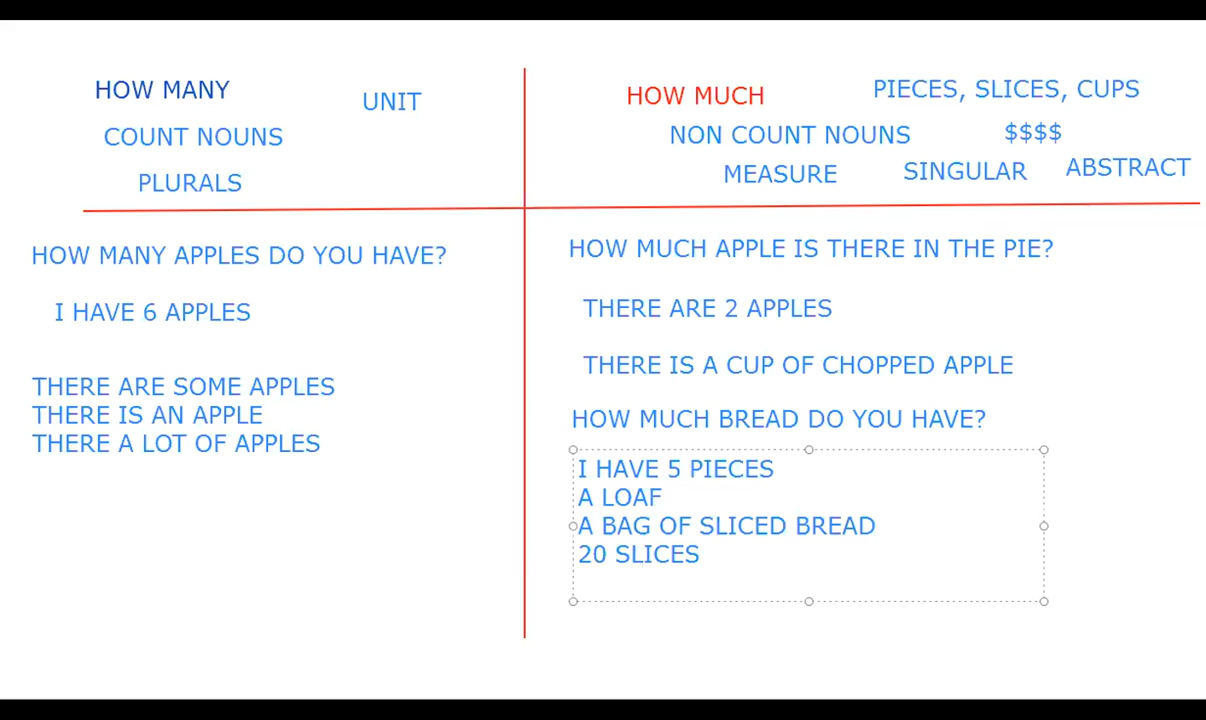 HOW MANY
UNIT
COUNT NOUNS
PLURALS
HOW MANY APPLES DO YOU HAVE?
I HAVE 6 APPLES
THERE ARE SOME APPLES
THERE IS AN APPLE
THERE A LOT OF APPLES
HOW MUCH
PIECES, SLICES, CUPS
NON COUNT NOUNS
$$$$
MEASURE
SINGULAR
ABSTRACT
HOW MUCH APPLE IS THERE IN THE PIE?
THERE ARE 2 APPLES
THERE IS A CUP OF CHOPPED APPLE
HOW MUCH BREAD DO YOU HAVE?
I HAVE 5 PIECES
A LOAF
A BAG OF SLICED BREAD
20 SLICES